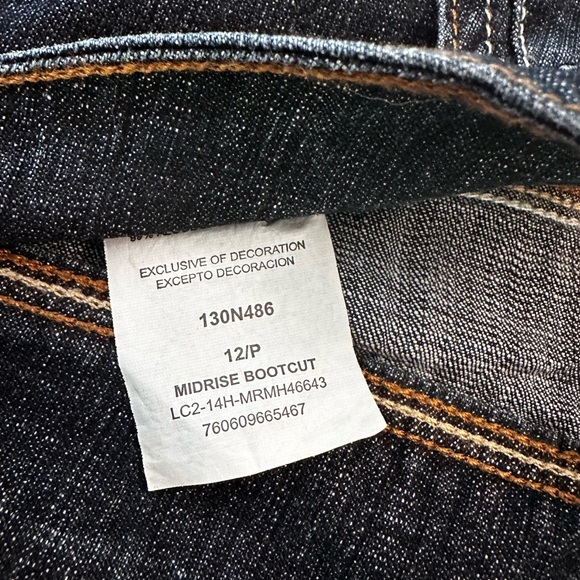 EXCLUSIVE OF DECORATION
EXCEPTO DECORACION
130N486
12/P
MIDRISE BOOTCUT
LC2-14H-MRMH46643
760609665467